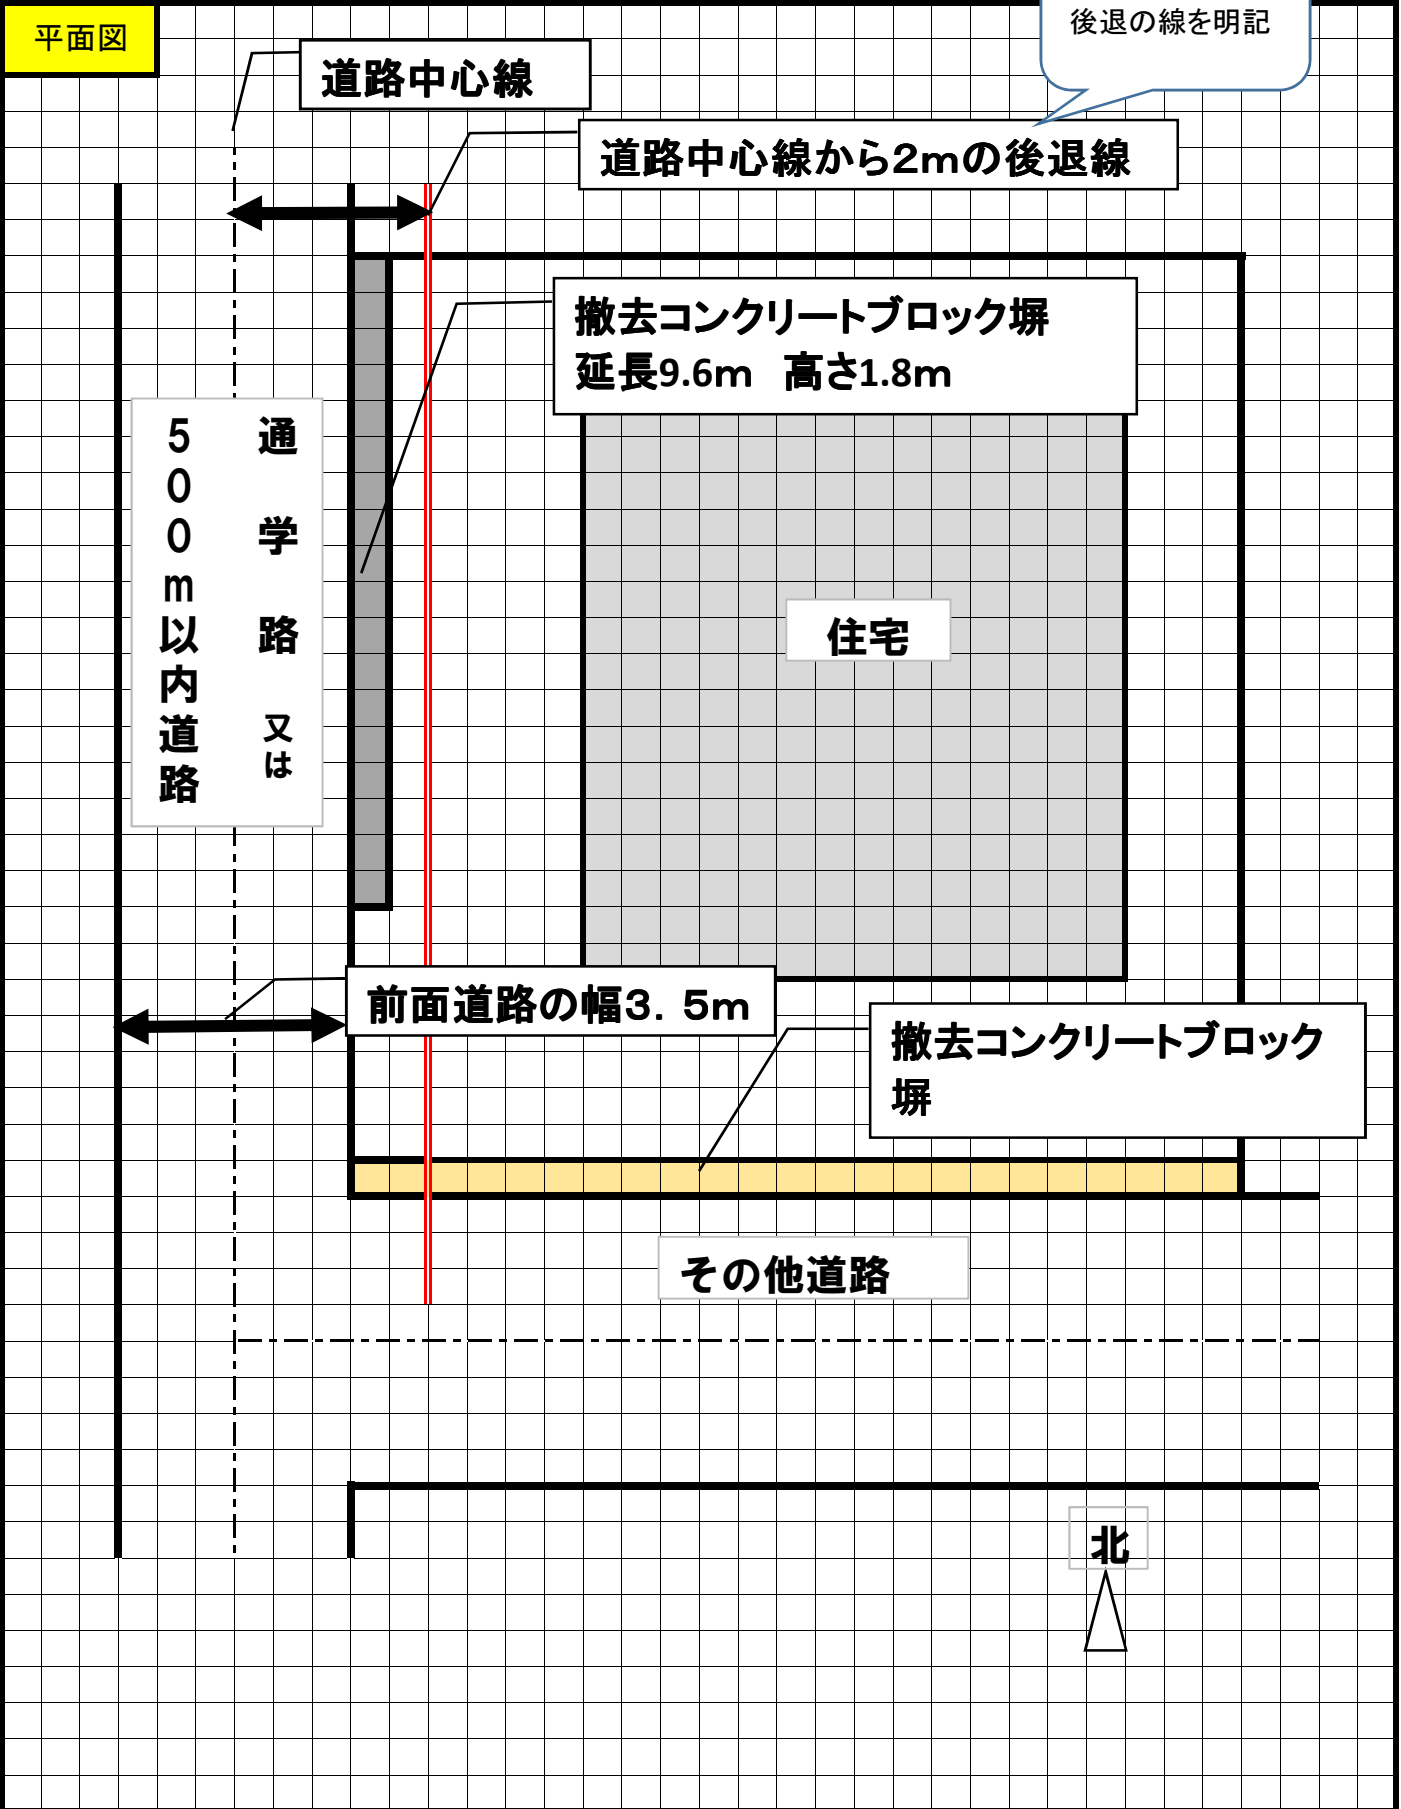 後退の線を明記
平面図
道路中心線
道路中心線から2mの後退線
撤去コンクリートブロック塀
延長9.6m　高さ1.8m
通学路又は
500m以内道路
住宅
前面道路の幅3．5m
撤去コンクリートブロック
塀
その他道路
北